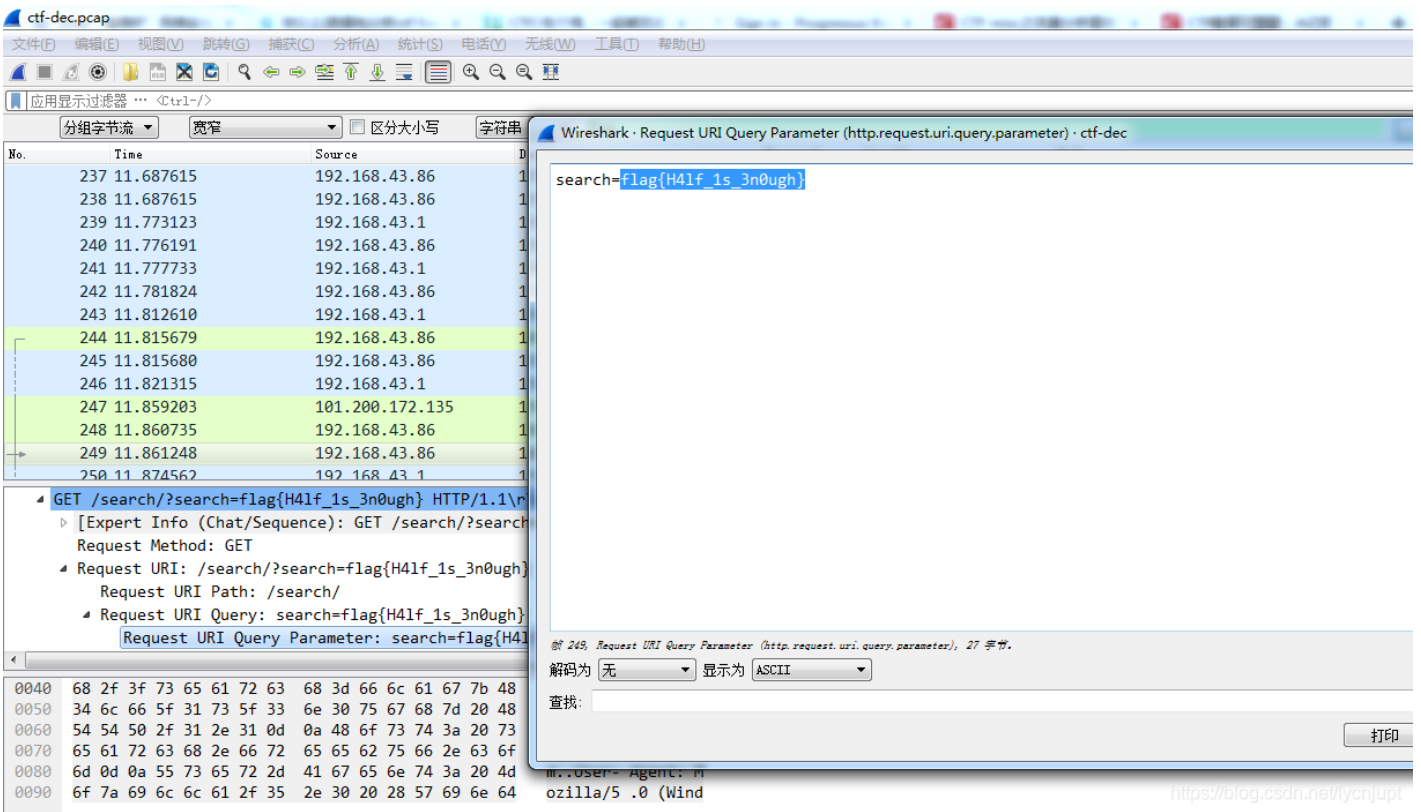 ctf-dec.pcap
文件(F) 编辑(E) 视图(V) 跳转(G) 捕获(C) 分析(A) 统计(S) 电话(Y) 无线(W) 工具(T) 帮助(H)
应用显示过滤器 … <Ctrl-/>
分组字节流 宽窄 区分大小写 字符串
No. Time Source D
237 11.687615 192.168.43.86 1
238 11.687615 192.168.43.86 1
239 11.773123 192.168.43.1 1
240 11.776191 192.168.43.86 1
241 11.777733 192.168.43.1 1
242 11.781824 192.168.43.86 1
243 11.812610 192.168.43.1 1
244 11.815679 192.168.43.86 1
245 11.815680 192.168.43.86 1
246 11.821315 192.168.43.1 1
247 11.859203 101.200.172.135 1
248 11.860735 192.168.43.86 1
249 11.861248 192.168.43.86 1
250 11.874562 192.168.43.1 1
GET /search/?search=flag{H4lf_1s_3n0ugh} HTTP/1.1\r
[Expert Info (Chat/Sequence): GET /search/?search
Request Method: GET
Request URI: /search/?search=flag{H4lf_1s_3n0ugh}
Request URI Path: /search/
Request URI Query: search=flag{H4lf_1s_3n0ugh}
Request URI Query Parameter: search=flag{H4l
0040 68 2f 3f 73 65 61 72 63 68 3d 66 6c 61 67 7b 48
0050 34 6c 66 5f 31 73 5f 33 6e 30 75 67 68 7d 20 48
0060 54 54 50 2f 31 2e 31 0d 0a 48 6f 73 74 3a 20 73
0070 65 61 72 63 68 2e 66 72 65 65 62 75 66 2e 63 6f
0080 6d 0d 0a 55 73 65 72 2d 41 67 65 6e 74 3a 20 4d m..User- Agent: M
0090 6f 7a 69 6c 6c 61 2f 35 2e 30 20 28 57 69 6e 64 ozilla/5 .0 (Wind
Wireshark · Request URI Query Parameter (http.request.uri.query.parameter) · ctf-dec
search=flag{H4lf_1s_3n0ugh}
帧 249, Request URI Query Parameter (http.request.uri.query.parameter), 27 字节.
解码为 无 显示为 ASCII
查找:
打印
https://blog.csdn.net/lycnjupt